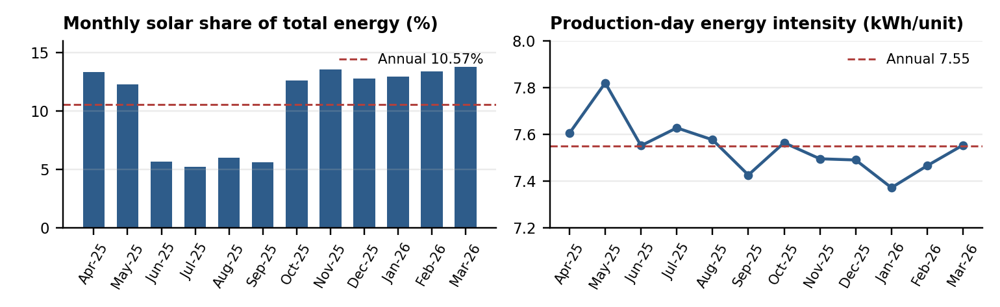 Monthly solar share of total energy (%)
15
10
5
0
Annual 10.57%
Apr-25
May-25
Jun-25
Jul-25
Aug-25
Sep-25
Oct-25
Nov-25
Dec-25
Jan-26
Feb-26
Mar-26
Production-day energy intensity (kWh/unit)
8.0
7.8
7.6
7.4
7.2
Annual 7.55
Apr-25
May-25
Jun-25
Jul-25
Aug-25
Sep-25
Oct-25
Nov-25
Dec-25
Jan-26
Feb-26
Mar-26